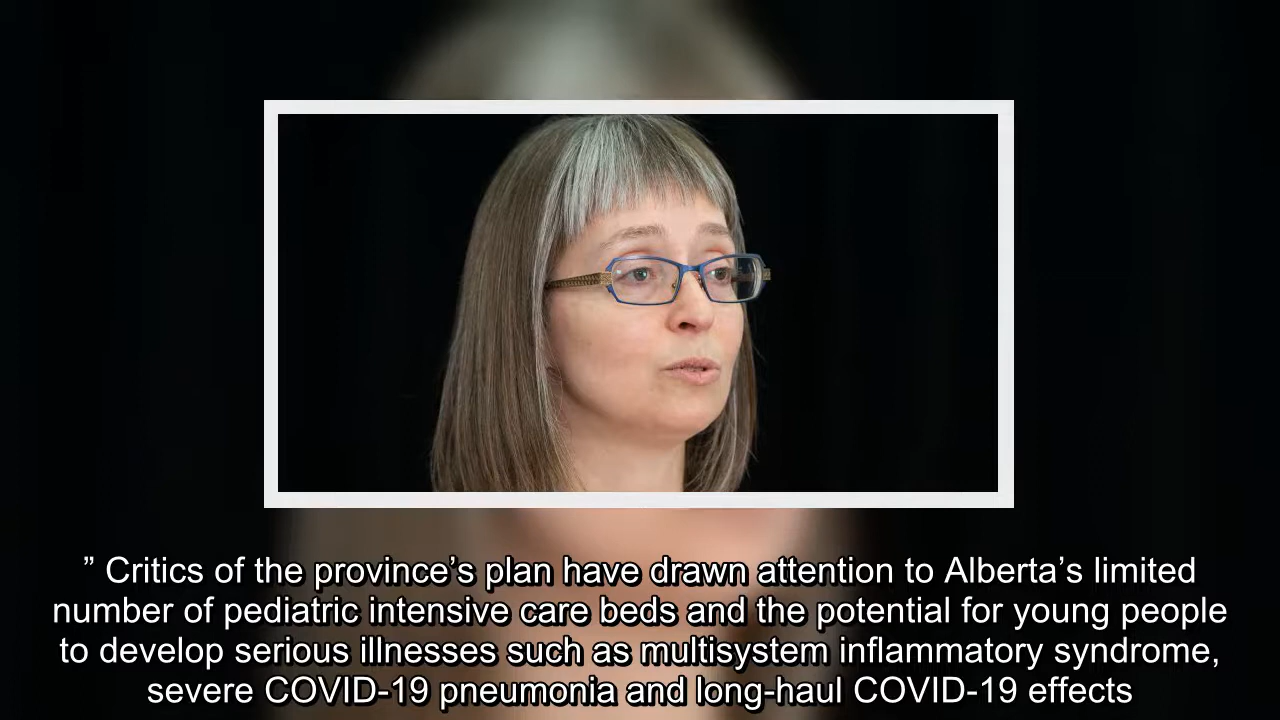 ” Critics of the province’s plan have drawn attention to Alberta’s limited
number of pediatric intensive care beds and the potential for young people
to develop serious illnesses such as multisystem inflammatory syndrome,
severe COVID-19 pneumonia and long-haul COVID-19 effects